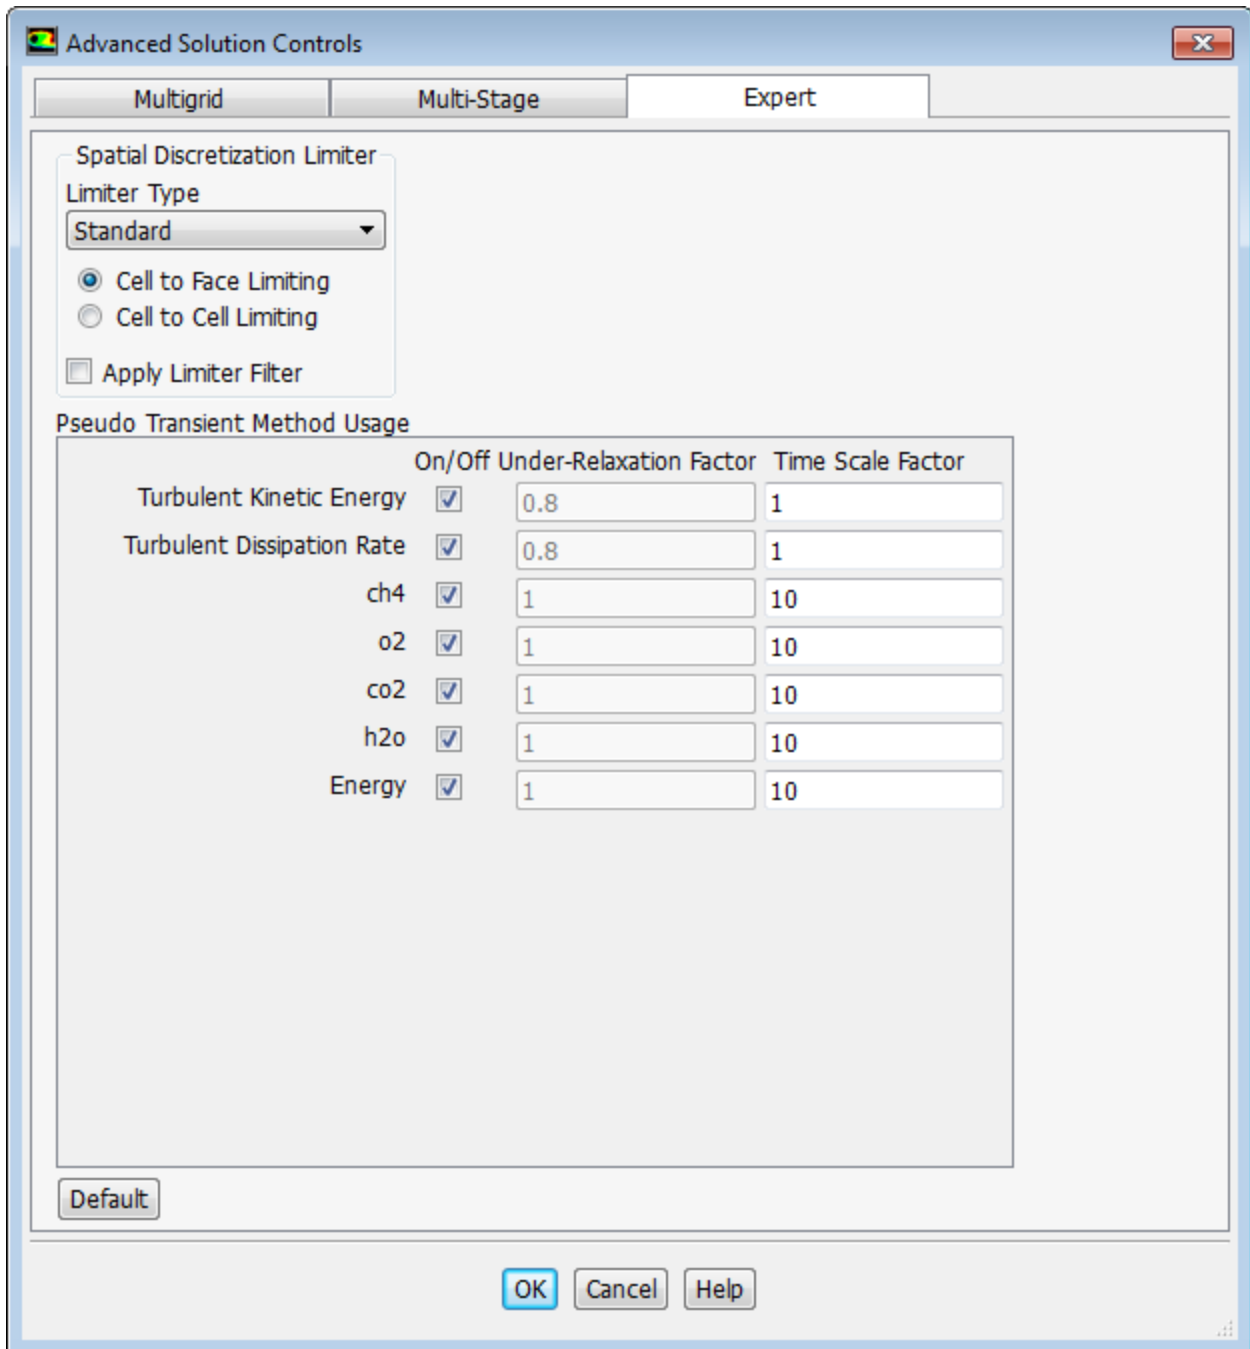 Advanced Solution Controls
Multigrid Multi-Stage Expert
Spatial Discretization Limiter
Limiter Type
Standard
Cell to Face Limiting
Cell to Cell Limiting
Apply Limiter Filter
Pseudo Transient Method Usage
On/Off Under-Relaxation Factor Time Scale Factor
Turbulent Kinetic Energy 0.8 1
Turbulent Dissipation Rate 0.8 1
ch4 1 10
o2 1 10
co2 1 10
h2o 1 10
Energy 1 10
Default
OK Cancel Help